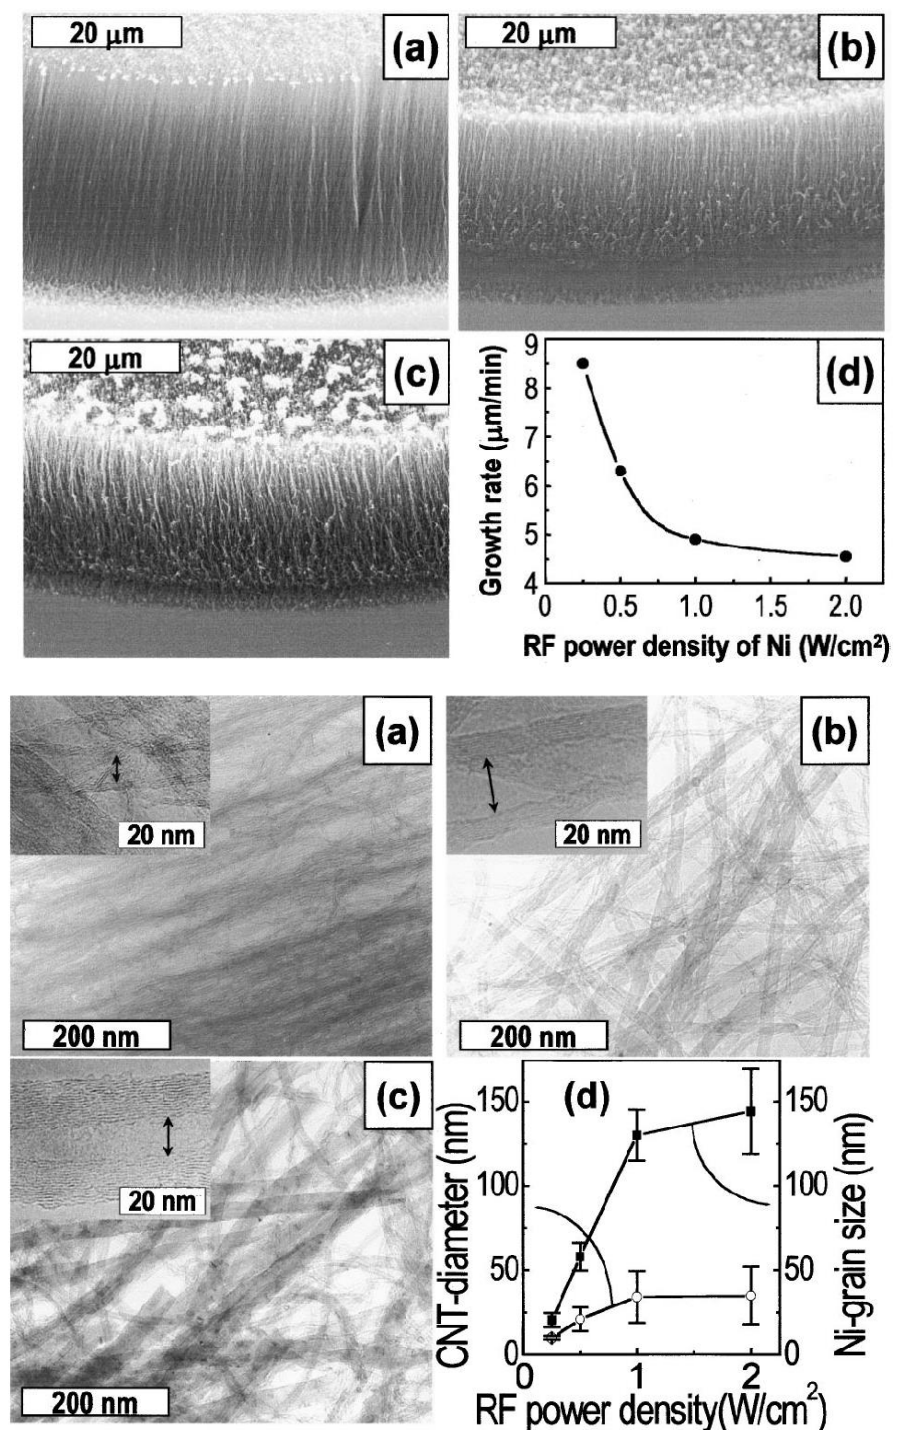 20 μm
(a)
20 μm
(b)
20 μm
(c)
(d)
9
8
7
6
5
4
Growth rate (μm/min)
0 0.5 1.0 1.5 2.0
RF power density of Ni (W/cm²)
(a)
20 nm
200 nm
(b)
20 nm
200 nm
(c)
20 nm
200 nm
(d)
CNT-diameter (nm)
150
100
50
0
150
100
50
0
Ni-grain size (nm)
0 1 2
RF power density(W/cm²)